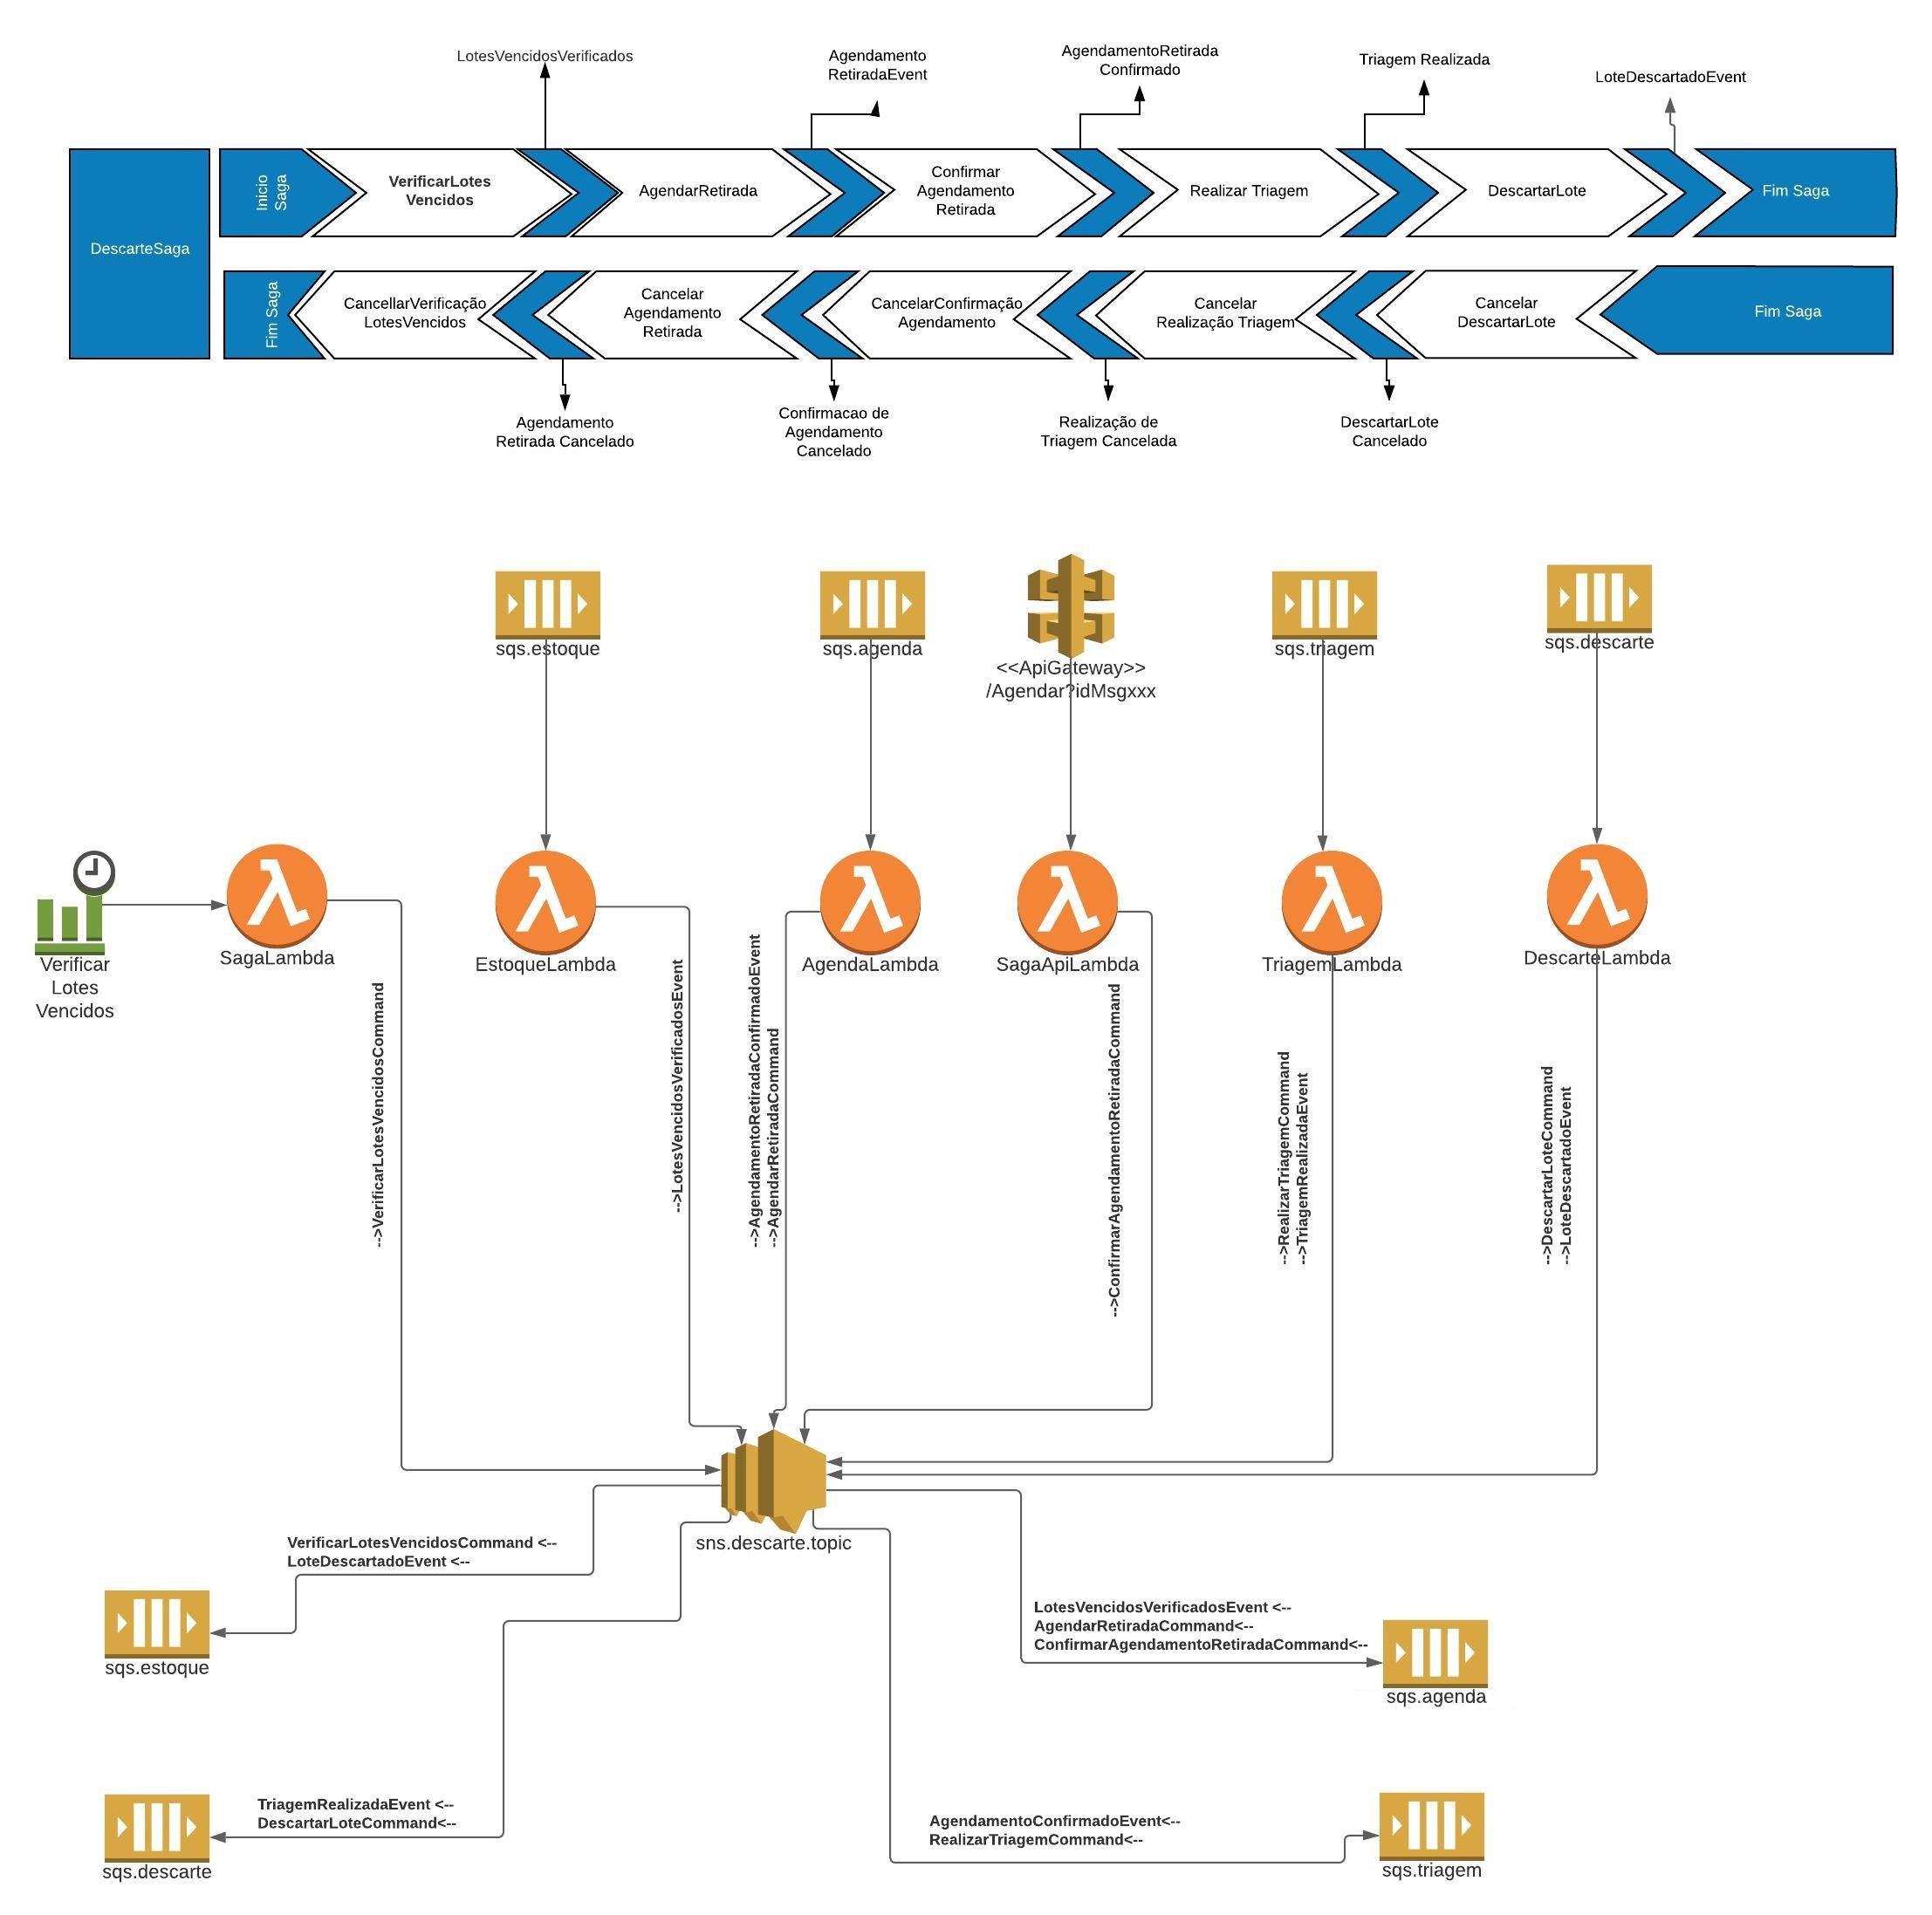 LotesVencidosVerificados
Agendamento
RetiradaEvent
AgendamentoRetirada
Confirmado
Triagem Realizada
LoteDescartadoEvent
DescarteSaga
Inicio
Saga
VerificarLotes
Vencidos
AgendarRetirada
Confirmar
Agendamento
Retirada
Realizar Triagem
DescartarLote
Fim Saga
Fim Saga
CancellarVerificação
LotesVencidos
Cancelar
Agendamento
Retirada
CancelarConfirmação
Agendamento
Cancelar
Realização Triagem
Cancelar
DescartarLote
Fim Saga
Agendamento
Retirada Cancelado
Confirmacao de
Agendamento
Cancelado
Realização de
Triagem Cancelada
DescartarLote
Cancelado
sqs.estoque
sqs.agenda
<<ApiGateway>>
/Agendar?idMsgxxx
sqs.triagem
sqs.descarte
Verificar
Lotes
Vencidos
SagaLambda
EstoqueLambda
AgendaLambda
SagaApiLambda
TriagemLambda
DescarteLambda
-->VerificarLotesVencidosCommand
-->LotesVencidosVerificadosEvent
-->AgendamentoRetiradaConfirmadoEvent
-->AgendarRetiradaCommand
-->ConfirmarAgendamentoRetiradaCommand
-->RealizarTriagemCommand
-->TriagemRealizadaEvent
-->DescartarLoteCommand
-->LoteDescartadoEvent
sns.descarte.topic
VerificarLotesVencidosCommand <--
LoteDescartadoEvent <--
sqs.estoque
LotesVencidosVerificadosEvent <--
AgendarRetiradaCommand<--
ConfirmarAgendamentoRetiradaCommand<--
sqs.agenda
TriagemRealizadaEvent <--
DescartarLoteCommand<--
sqs.descarte
AgendamentoConfirmadoEvent<--
RealizarTriagemCommand<--
sqs.triagem